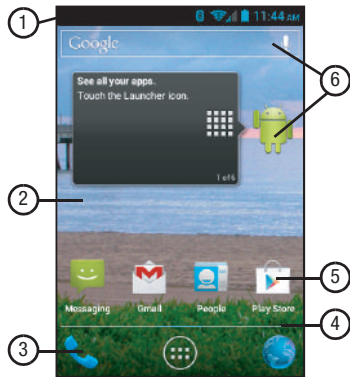 1
11:44 AM
Google
6
See all your apps.
Touch the Launcher icon.
1 of 6
2
Messaging
Gmail
People
Play Store
5
4
3